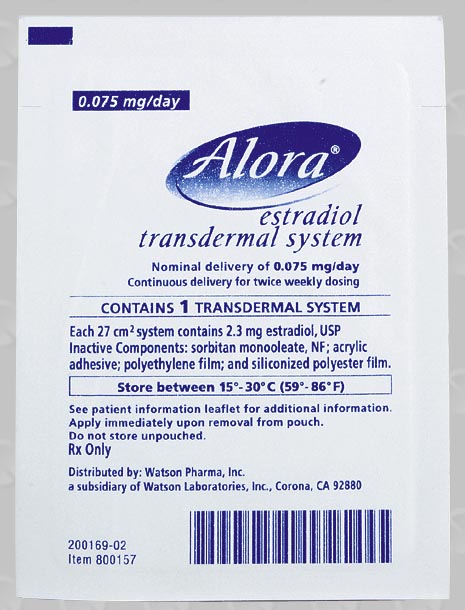 0.075 mg/day
Alora®
estradiol
transdermal system
Nominal delivery of 0.075 mg/day
Continuous delivery for twice weekly dosing
CONTAINS 1 TRANSDERMAL SYSTEM
Each 27 cm² system contains 2.3 mg estradiol, USP
Inactive Components: sorbitan monooleate, NF; acrylic
adhesive; polyethylene film; and siliconized polyester film.
Store between 15°-30°C (59°-86°F)
See patient information leaflet for additional information.
Apply immediately upon removal from pouch.
Do not store unpouched.
Rx Only
Distributed by: Watson Pharma, Inc.
a subsidiary of Watson Laboratories, Inc., Corona, CA 92880
200169-02
Item 800157